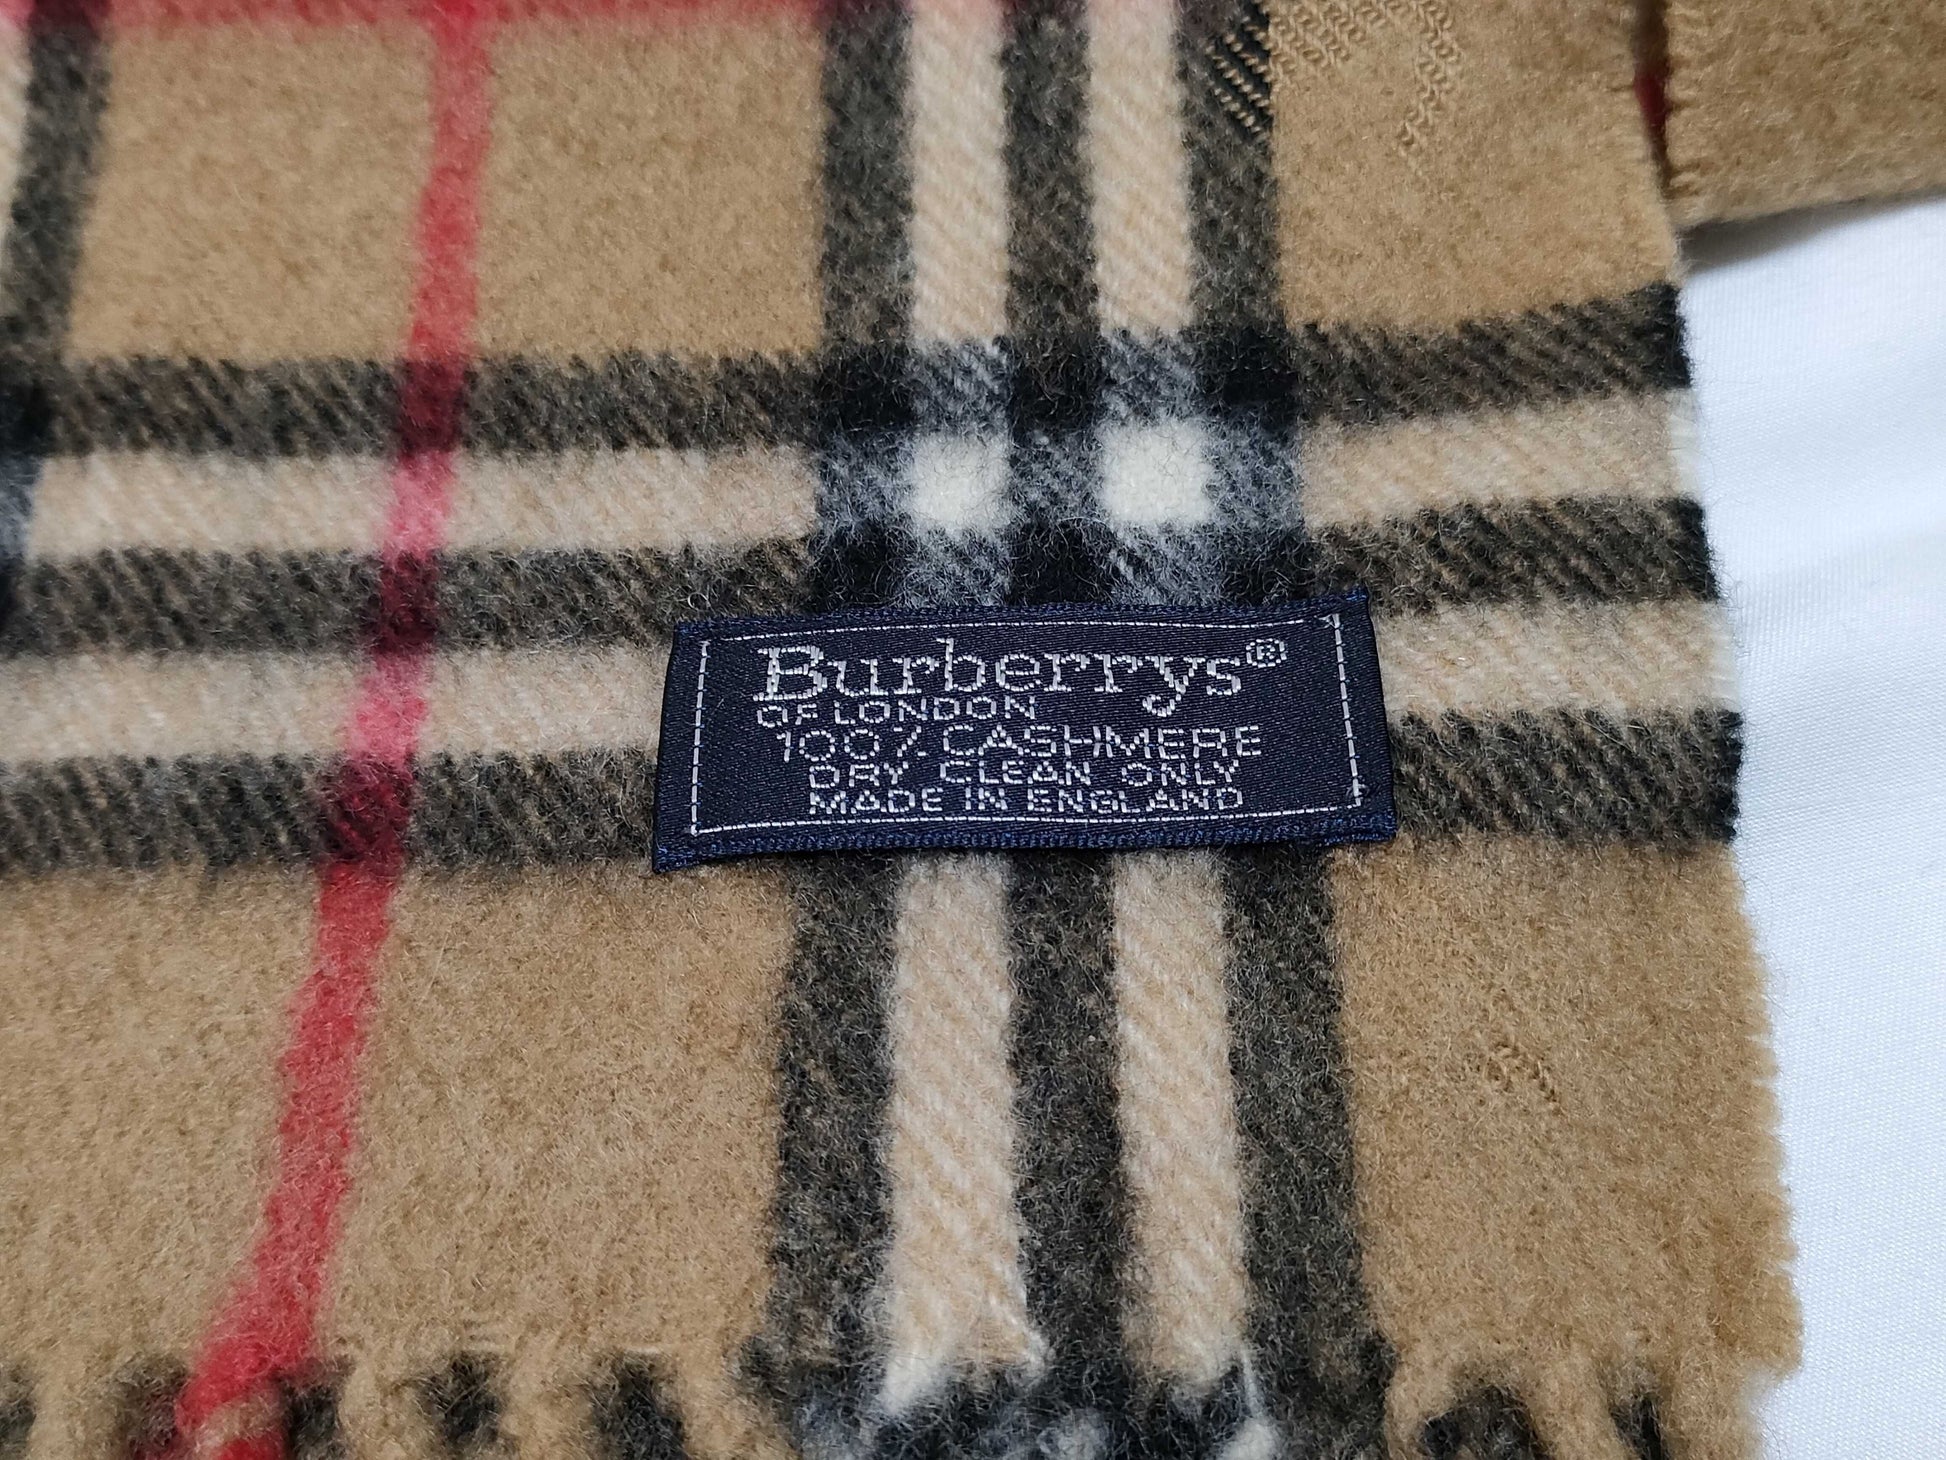 Burberrys®
OF LONDON
100% CASHMERE
DRY CLEAN ONLY
MADE IN ENGLAND